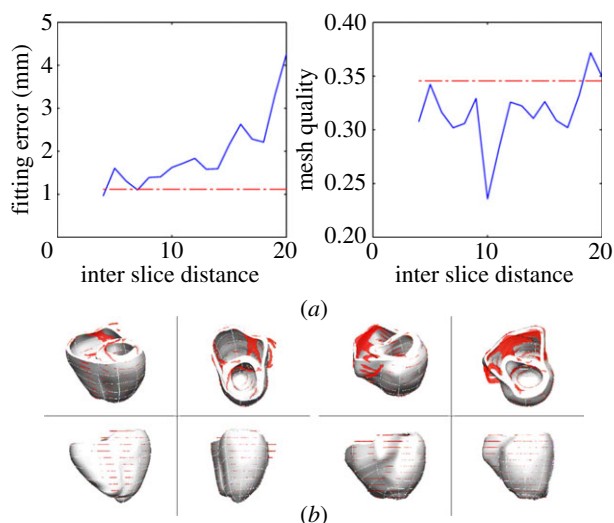 5
4
3
2
1
0
10
20
fitting error (mm)
inter slice distance
0.40
0.35
0.30
0.25
0.20
0
10
20
mesh quality
inter slice distance
(a)
(b)